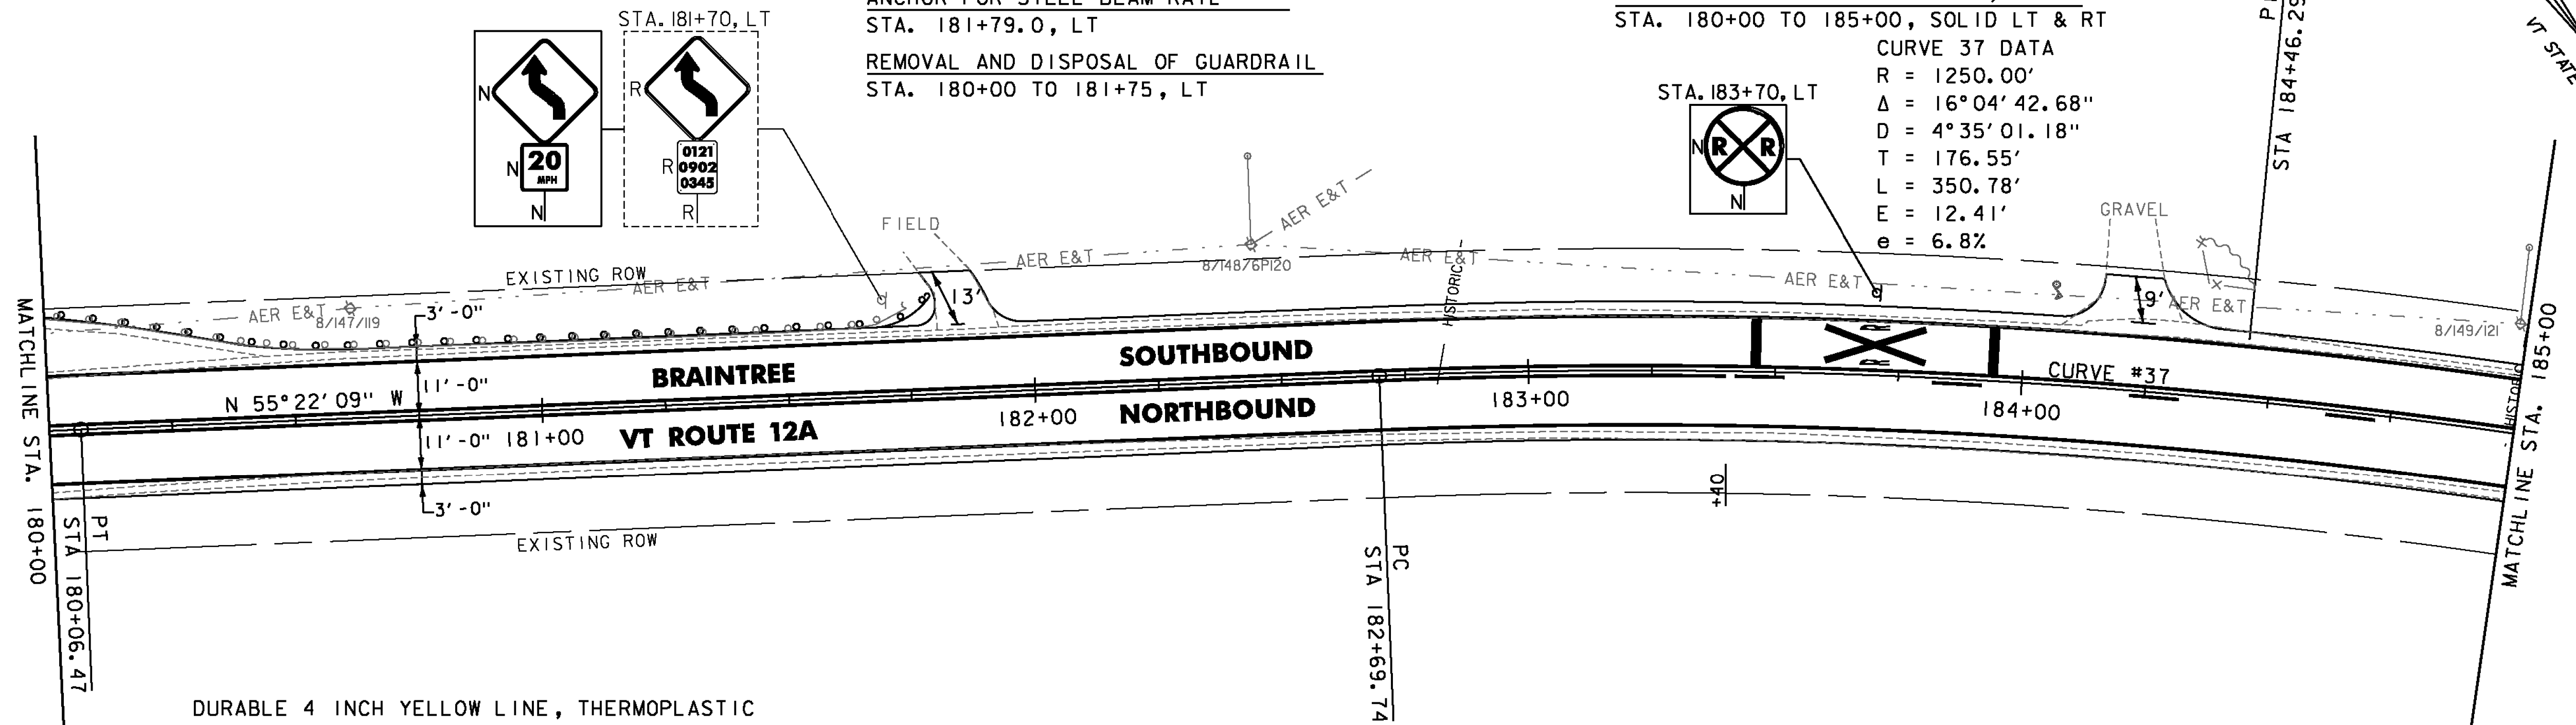 ANCHOR FOR STEEL BEAM RAIL
STA. 181+79.0, LT
REMOVAL AND DISPOSAL OF GUARDRAIL
STA. 180+00 TO 181+75, LT
STA. 180+00 TO 185+00, SOLID LT & RT
CURVE 37 DATA
R = 1250.00'
Δ = 16°04'42.68"
D = 4°35'01.18"
T = 176.55'
L = 350.78'
E = 12.41'
e = 6.8%
STA. 181+70, LT
N
N
20
MPH
N
R
R
0121
0902
0345
R
STA. 183+70, LT
N
R R
N
STA 184+46.29
VT STATE
FIELD
GRAVEL
13'
9'
EXISTING ROW
AER E&T
AER E&T
AER E&T
AER E&T
AER E&T
AER E&T
AER E&T
8/147/119
8/148/6P120
8/149/121
HISTORIC
3'-0"
11'-0"
11'-0"
3'-0"
N 55°22'09" W
BRAINTREE
VT ROUTE 12A
SOUTHBOUND
NORTHBOUND
181+00
182+00
183+00
184+00
R R
CURVE #37
+40
EXISTING ROW
MATCHLINE STA. 180+00
MATCHLINE STA. 185+00
PT
STA 180+06.47
PC
STA 182+69.74
DURABLE 4 INCH YELLOW LINE, THERMOPLASTIC